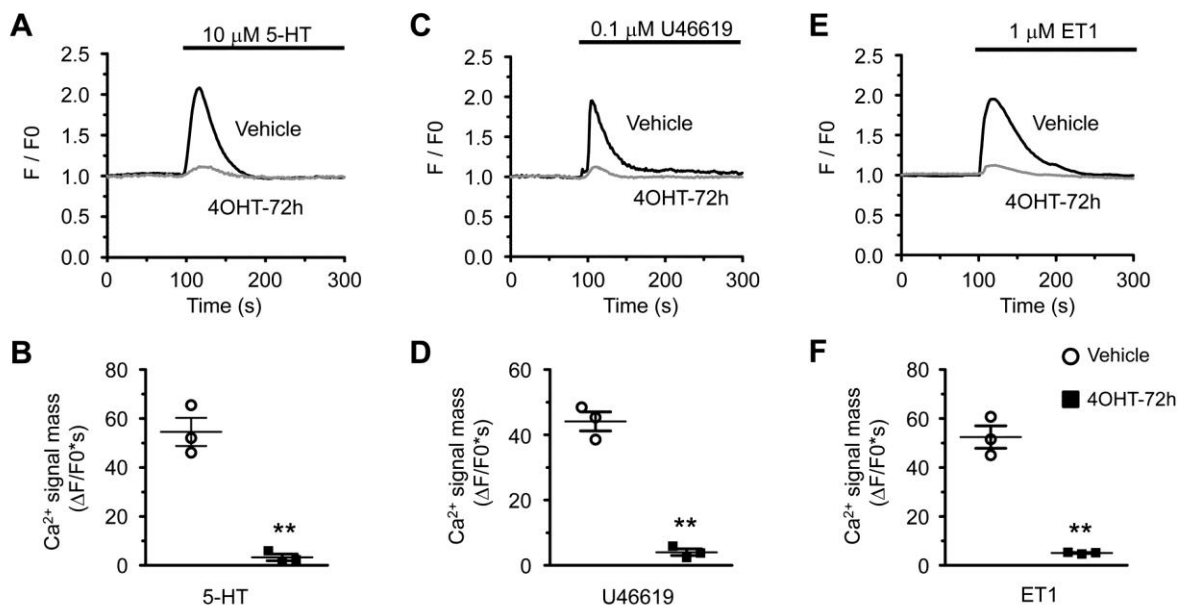 A
10 μM 5-HT
2.5
2.0
1.5
1.0
0.5
0.0
F / F0
Vehicle
4OHT-72h
0
100
200
300
Time (s)
C
0.1 μM U46619
2.5
2.0
1.5
1.0
0.5
0.0
F / F0
Vehicle
4OHT-72h
0
100
200
300
Time (s)
E
1 μM ET1
2.5
2.0
1.5
1.0
0.5
0.0
F / F0
Vehicle
4OHT-72h
0
100
200
300
Time (s)
B
80
60
40
20
0
Ca²⁺ signal mass
(ΔF/F0*s)
**
5-HT
D
60
40
20
0
Ca²⁺ signal mass
(ΔF/F0*s)
**
U46619
F
80
60
40
20
0
Ca²⁺ signal mass
(ΔF/F0*s)
**
ET1
Vehicle
4OHT-72h